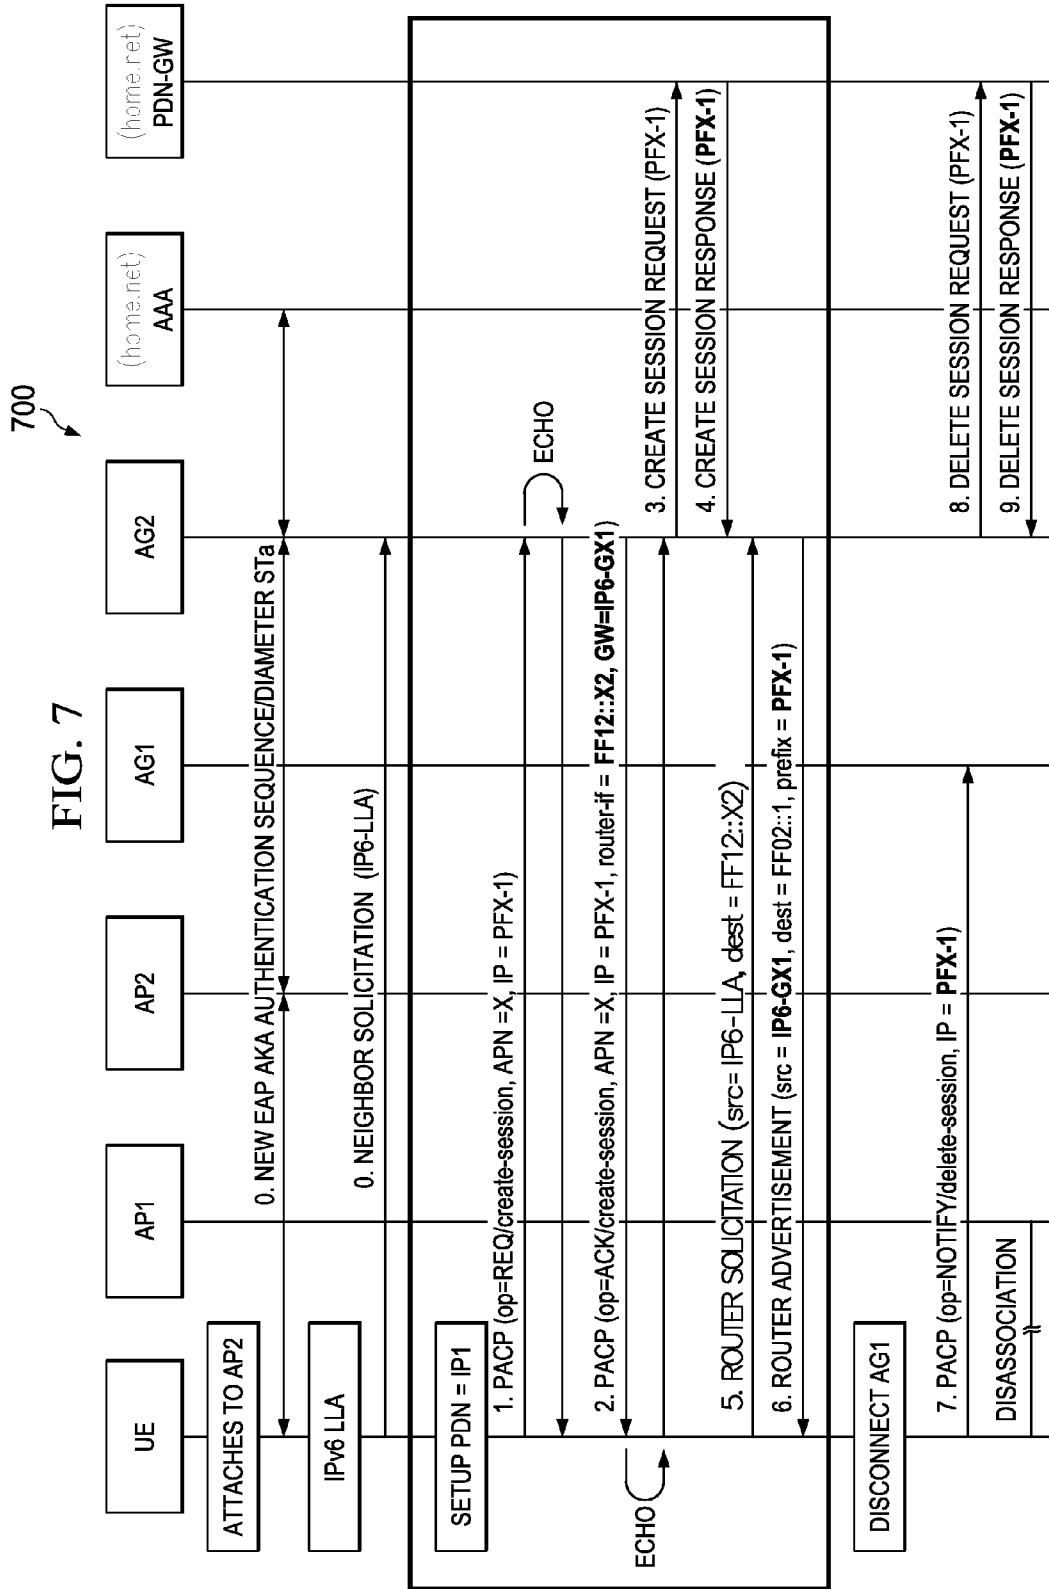 FIG. 7
700
UE
AP1
AP2
AG1
AG2
(home.net)
AAA
(home.net)
PDN-GW
ATTACHES TO AP2
0. NEW EAP AKA AUTHENTICATION SEQUENCE/DIAMETER STa
IPv6 LLA
0. NEIGHBOR SOLICITATION (IP6-LLA)
SETUP PDN = IP1
1. PACP (op=REQ/create-session, APN =X, IP = PFX-1)
ECHO
2. PACP (op=ACK/create-session, APN =X, IP = PFX-1, router-if = FF12::X2, GW=IP6-GX1)
ECHO
3. CREATE SESSION REQUEST (PFX-1)
4. CREATE SESSION RESPONSE (PFX-1)
5. ROUTER SOLICITATION (src= IP6-LLA, dest = FF12::X2)
6. ROUTER ADVERTISEMENT (src = IP6-GX1, dest = FF02::1, prefix = PFX-1)
DISCONNECT AG1
7. PACP (op=NOTIFY/delete-session, IP = PFX-1)
8. DELETE SESSION REQUEST (PFX-1)
9. DELETE SESSION RESPONSE (PFX-1)
DISASSOCIATION